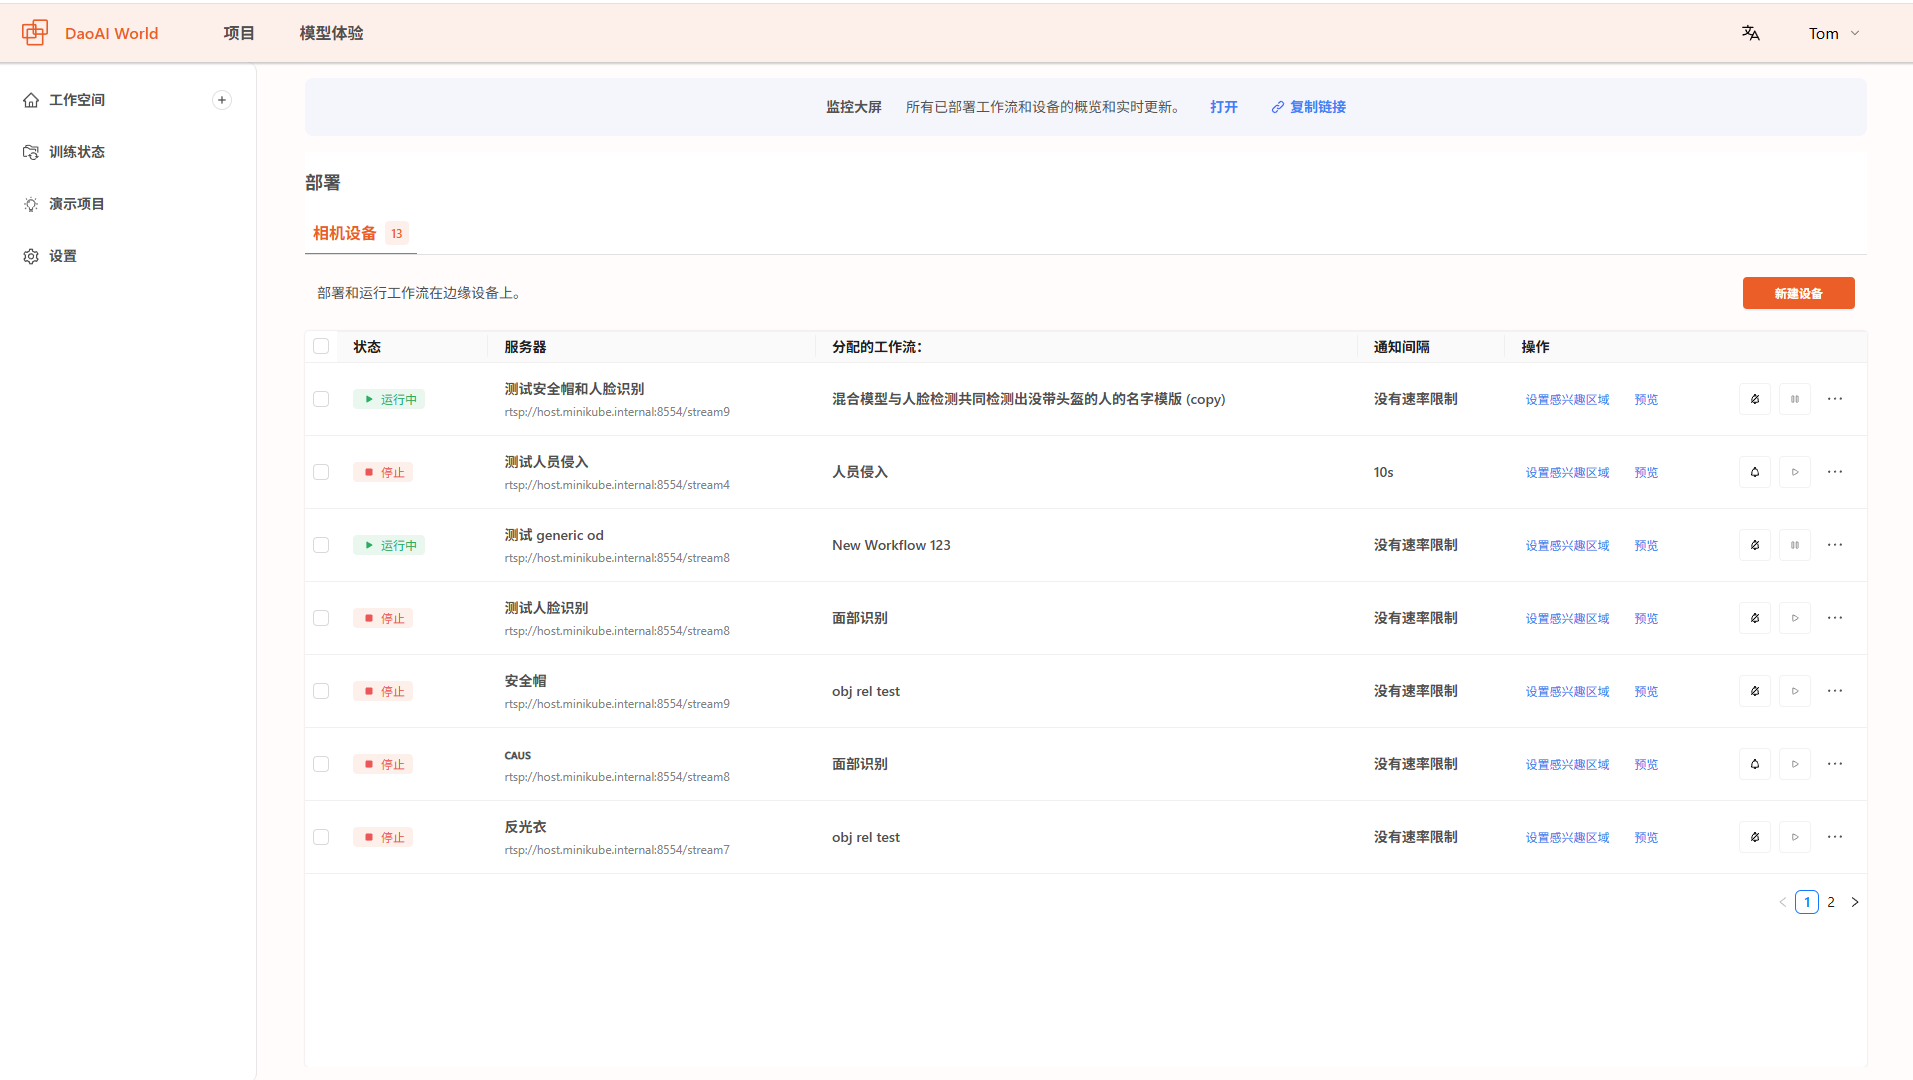 DaoAI World 项目 模型体验 Tom
工作空间
训练状态
演示项目
设置
监控大屏 所有已部署工作流和设备的概览和实时更新。 打开 复制链接
部署
相机设备 13
部署和运行工作流在边缘设备上。 新建设备
状态 服务器 分配的工作流: 通知间隔 操作
运行中 测试安全帽和人脸识别 混合模型与人脸检测共同检测出没带头盔的人的名字模版 (copy) 没有速率限制 设置感兴趣区域 预览
rtsp://host.minikube.internal:8554/stream9
停止 测试人员侵入 人员侵入 10s 设置感兴趣区域 预览
rtsp://host.minikube.internal:8554/stream4
运行中 测试 generic od New Workflow 123 没有速率限制 设置感兴趣区域 预览
rtsp://host.minikube.internal:8554/stream8
停止 测试人脸识别 面部识别 没有速率限制 设置感兴趣区域 预览
rtsp://host.minikube.internal:8554/stream8
停止 安全帽 obj rel test 没有速率限制 设置感兴趣区域 预览
rtsp://host.minikube.internal:8554/stream9
停止 CAUS 面部识别 没有速率限制 设置感兴趣区域 预览
rtsp://host.minikube.internal:8554/stream8
停止 反光衣 obj rel test 没有速率限制 设置感兴趣区域 预览
rtsp://host.minikube.internal:8554/stream7
1 2